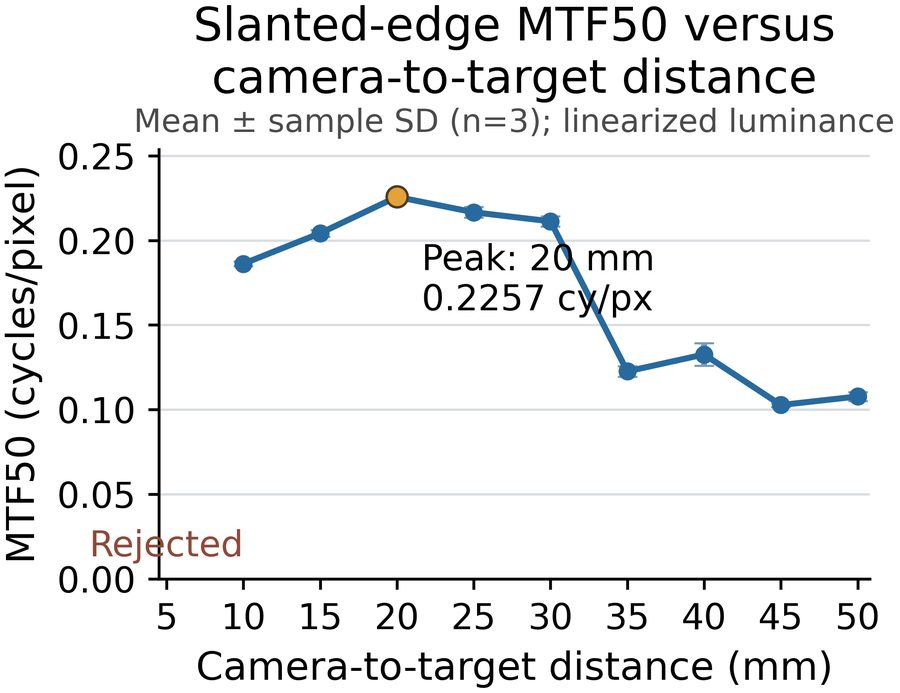 Slanted-edge MTF50 versus
camera-to-target distance
Mean ± sample SD (n=3); linearized luminance
MTF50 (cycles/pixel)
0.25
0.20
0.15
0.10
0.05
0.00
Peak: 20 mm
0.2257 cy/px
Rejected
5 10 15 20 25 30 35 40 45 50
Camera-to-target distance (mm)